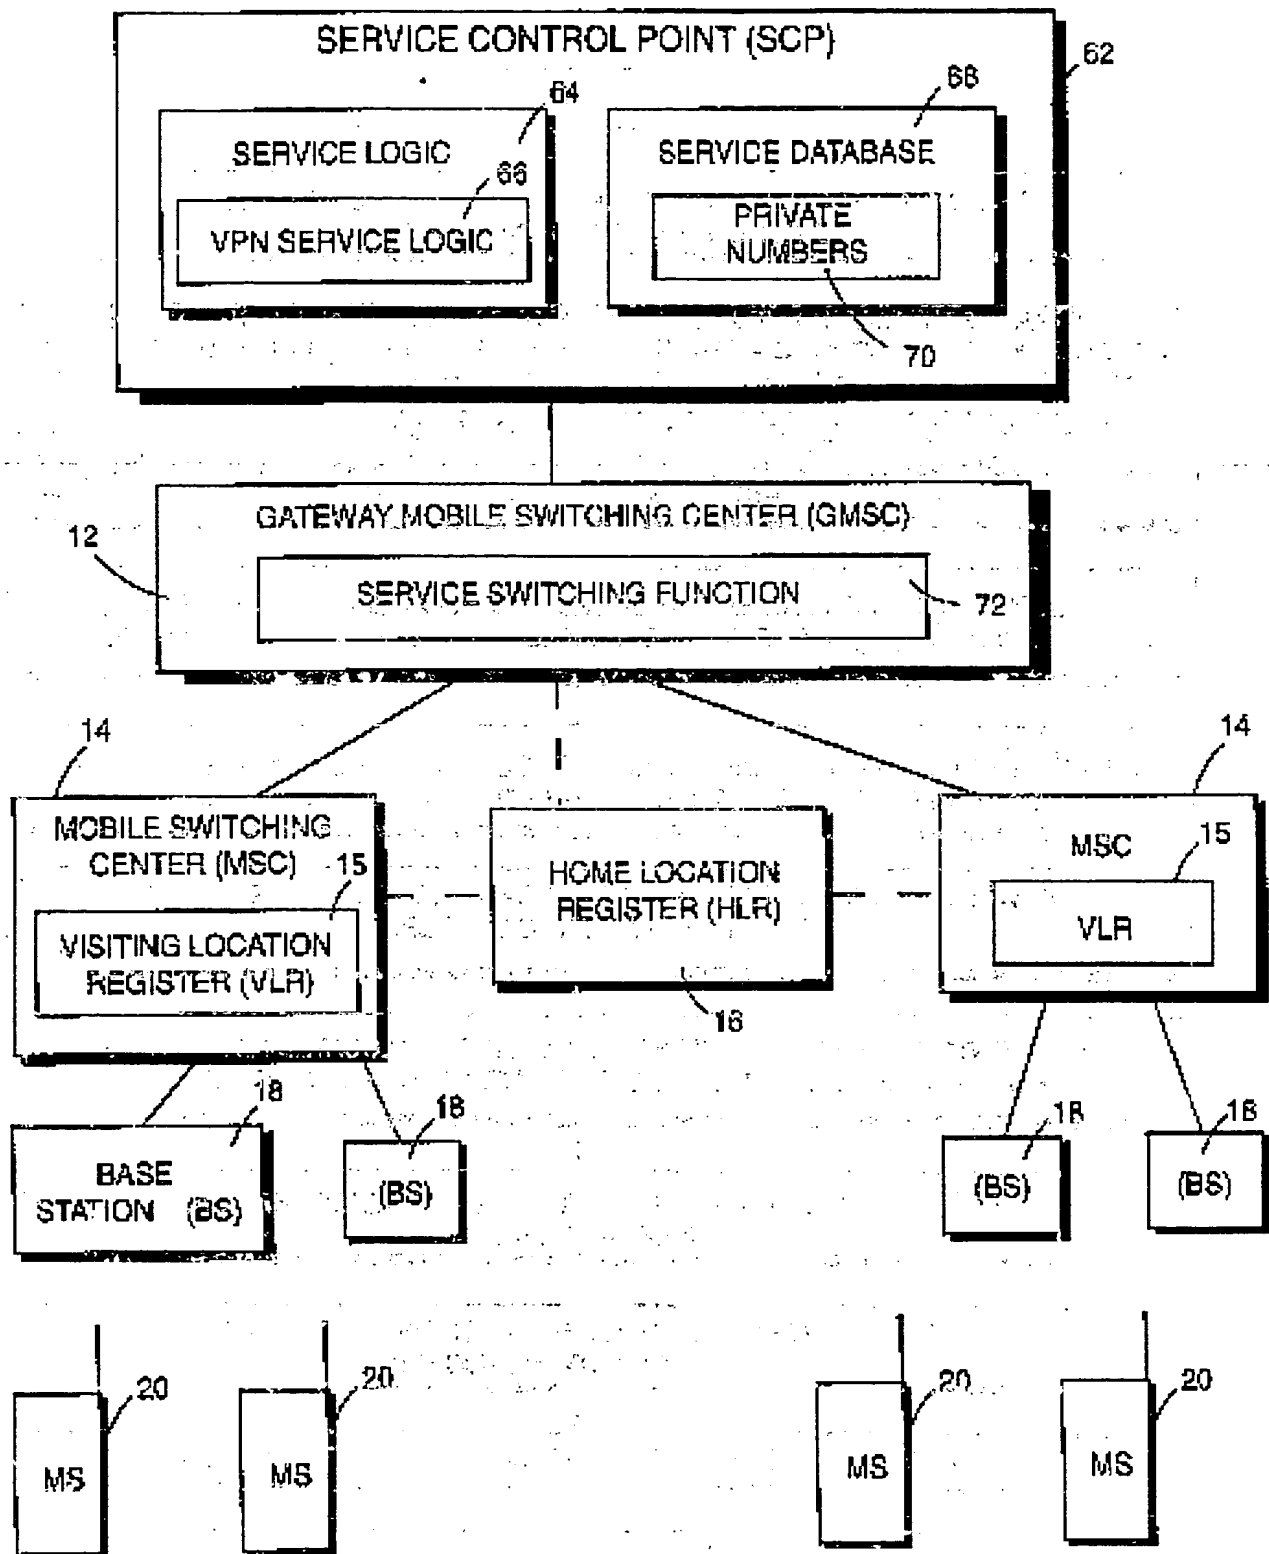 SERVICE CONTROL POINT (SCP)
62
64
68
SERVICE LOGIC
SERVICE DATABASE
66
VPN SERVICE LOGIC
PRIVATE
NUMBERS
70
GATEWAY MOBILE SWITCHING CENTER (GMSC)
12
SERVICE SWITCHING FUNCTION
72
14
14
MOBILE SWITCHING
CENTER (MSC)
15
HOME LOCATION
REGISTER (HLR)
MSC
15
VISITING LOCATION
REGISTER (VLR)
VLR
16
18
18
18
18
BASE
STATION (BS)
(BS)
(BS)
(BS)
20
20
20
20
MS
MS
MS
MS